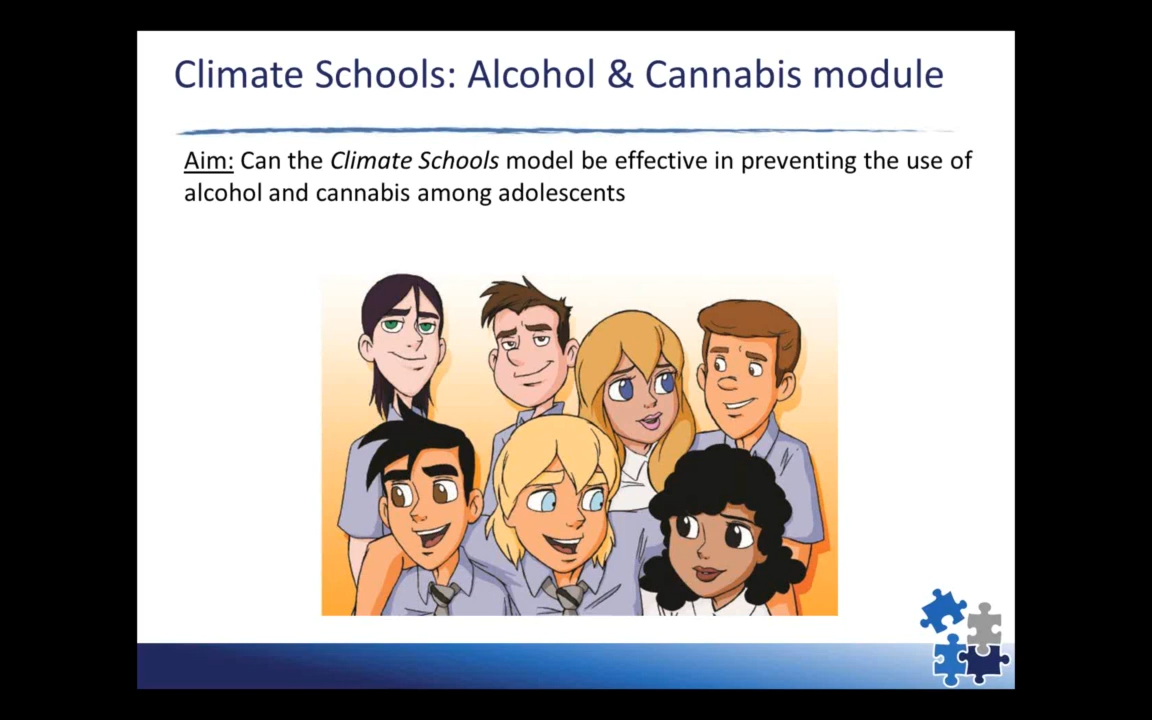 Climate Schools: Alcohol & Cannabis module
Aim: Can the Climate Schools model be effective in preventing the use of
alcohol and cannabis among adolescents